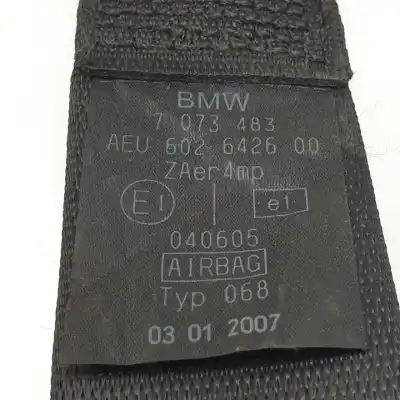 BMW
7 073 483
AEU 602 6426 00
ZAer4mp
E1 e1
040605
AIRBAG
Typ 068
03 01 2007